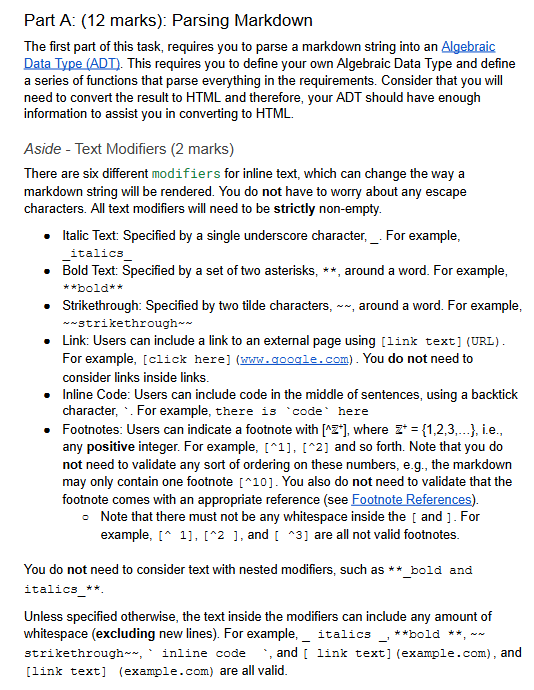 Part A: (12 marks): Parsing Markdown
The first part of this task, requires you to parse a markdown string into an Algebraic
Data Type (ADT). This requires you to define your own Algebraic Data Type and define
a series of functions that parse everything in the requirements. Consider that you will
need to convert the result to HTML and therefore, your ADT should have enough
information to assist you in converting to HTML.
Aside - Text Modifiers (2 marks)
There are six different modifiers for inline text, which can change the way a
markdown string will be rendered. You do not have to worry about any escape
characters. All text modifiers will need to be strictly non-empty.
● Italic Text: Specified by a single underscore character, _. For example,
_italics_
● Bold Text: Specified by a set of two asterisks, **, around a word. For example,
**bold**
● Strikethrough: Specified by two tilde characters, ~~, around a word. For example,
~~strikethrough~~
● Link: Users can include a link to an external page using [link text](URL).
For example, [click here](www.google.com). You do not need to
consider links inside links.
● Inline Code: Users can include code in the middle of sentences, using a backtick
character, `. For example, there is `code` here
● Footnotes: Users can indicate a footnote with [^ℤ⁺], where ℤ⁺ = {1,2,3,...}, i.e.,
any positive integer. For example, [^1], [^2] and so forth. Note that you do
not need to validate any sort of ordering on these numbers, e.g., the markdown
may only contain one footnote [^10]. You also do not need to validate that the
footnote comes with an appropriate reference (see Footnote References).
○ Note that there must not be any whitespace inside the [ and ]. For
example, [^ 1], [^2 ], and [ ^3] are all not valid footnotes.
You do not need to consider text with nested modifiers, such as **_bold and
italics_**.
Unless specified otherwise, the text inside the modifiers can include any amount of
whitespace (excluding new lines). For example, _ italics _, **bold **, ~~
strikethrough~~, ` inline code  `, and [ link text](example.com), and
[link text] (example.com) are all valid.